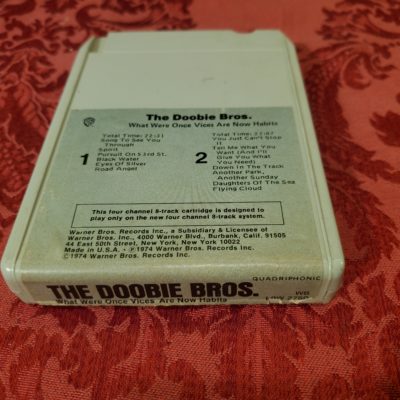 The Doobie Bros.
What Were Once Vices Are Now Habits
1
Total Time: 22:21
Song To See You
Through
Spirit
Pursuit On 53rd St.
Black Water
Eyes Of Silver
Road Angel
2
Total Time: 22:07
You Just Can't Stop
It
Tell Me What You
Want (And I'll
Give You What
You Need)
Down In The Track
Another Park,
Another Sunday
Daughters Of The Sea
Flying Cloud
This four channel 8-track cartridge is designed to
play only on the new four channel 8-track system.
Warner Bros. Records Inc., a Subsidiary & Licensee of
Warner Bros. Inc., 4000 Warner Blvd., Burbank, Calif. 91505
44 East 50th Street, New York, New York 10022
Made in U.S.A. · ℗1974 Warner Bros. Records Inc.
©1974 Warner Bros. Records Inc.
QUADRIPHONIC
THE DOOBIE BROS.
What Were Once Vices Are Now Habits
WB